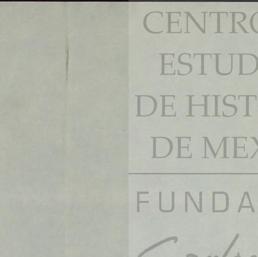 CENTRO
ESTUD
DE HIST
DE MEX
FUNDA